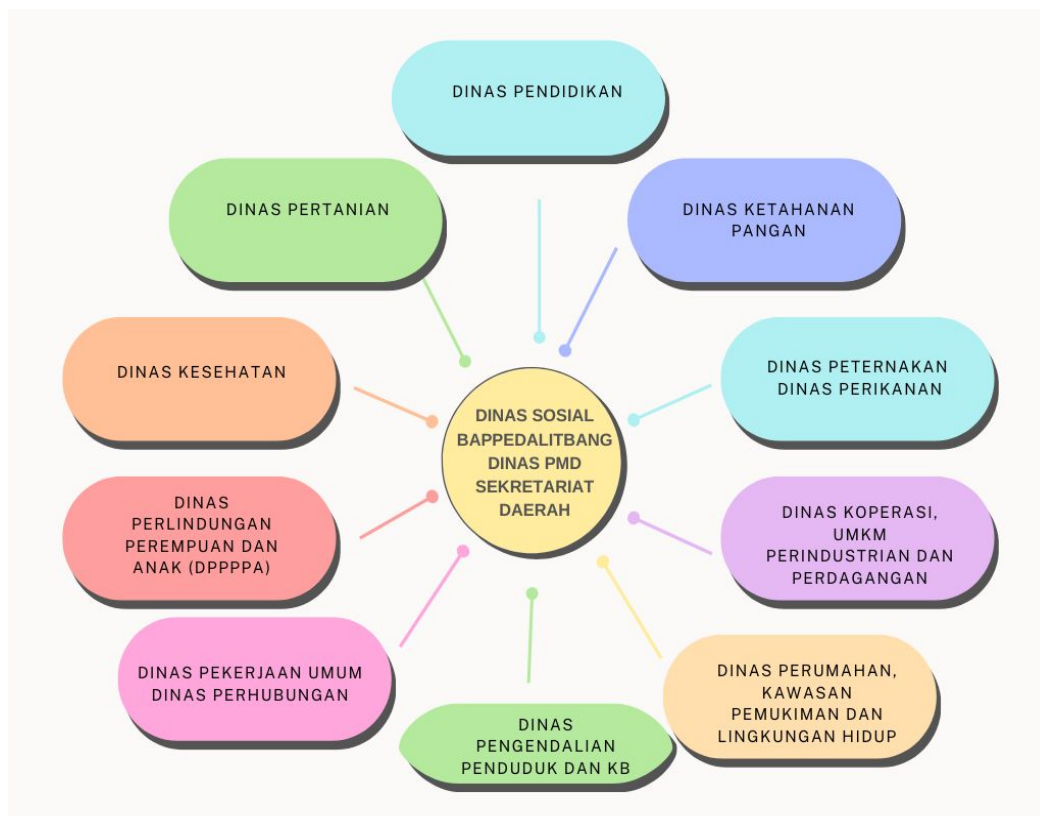 DINAS PENDIDIKAN
DINAS PERTANIAN
DINAS KETAHANAN
PANGAN
DINAS KESEHATAN
DINAS PETERNAKAN
DINAS PERIKANAN
DINAS SOSIAL
BAPPEDALITBANG
DINAS PMD
SEKRETARIAT
DAERAH
DINAS
PERLINDUNGAN
PEREMPUAN DAN
ANAK (DPPPPA)
DINAS KOPERASI,
UMKM
PERINDUSTRIAN DAN
PERDAGANGAN
DINAS PEKERJAAN UMUM
DINAS PERHUBUNGAN
DINAS
PENGENDALIAN
PENDUDUK DAN KB
DINAS PERUMAHAN,
KAWASAN
PEMUKIMAN DAN
LINGKUNGAN HIDUP